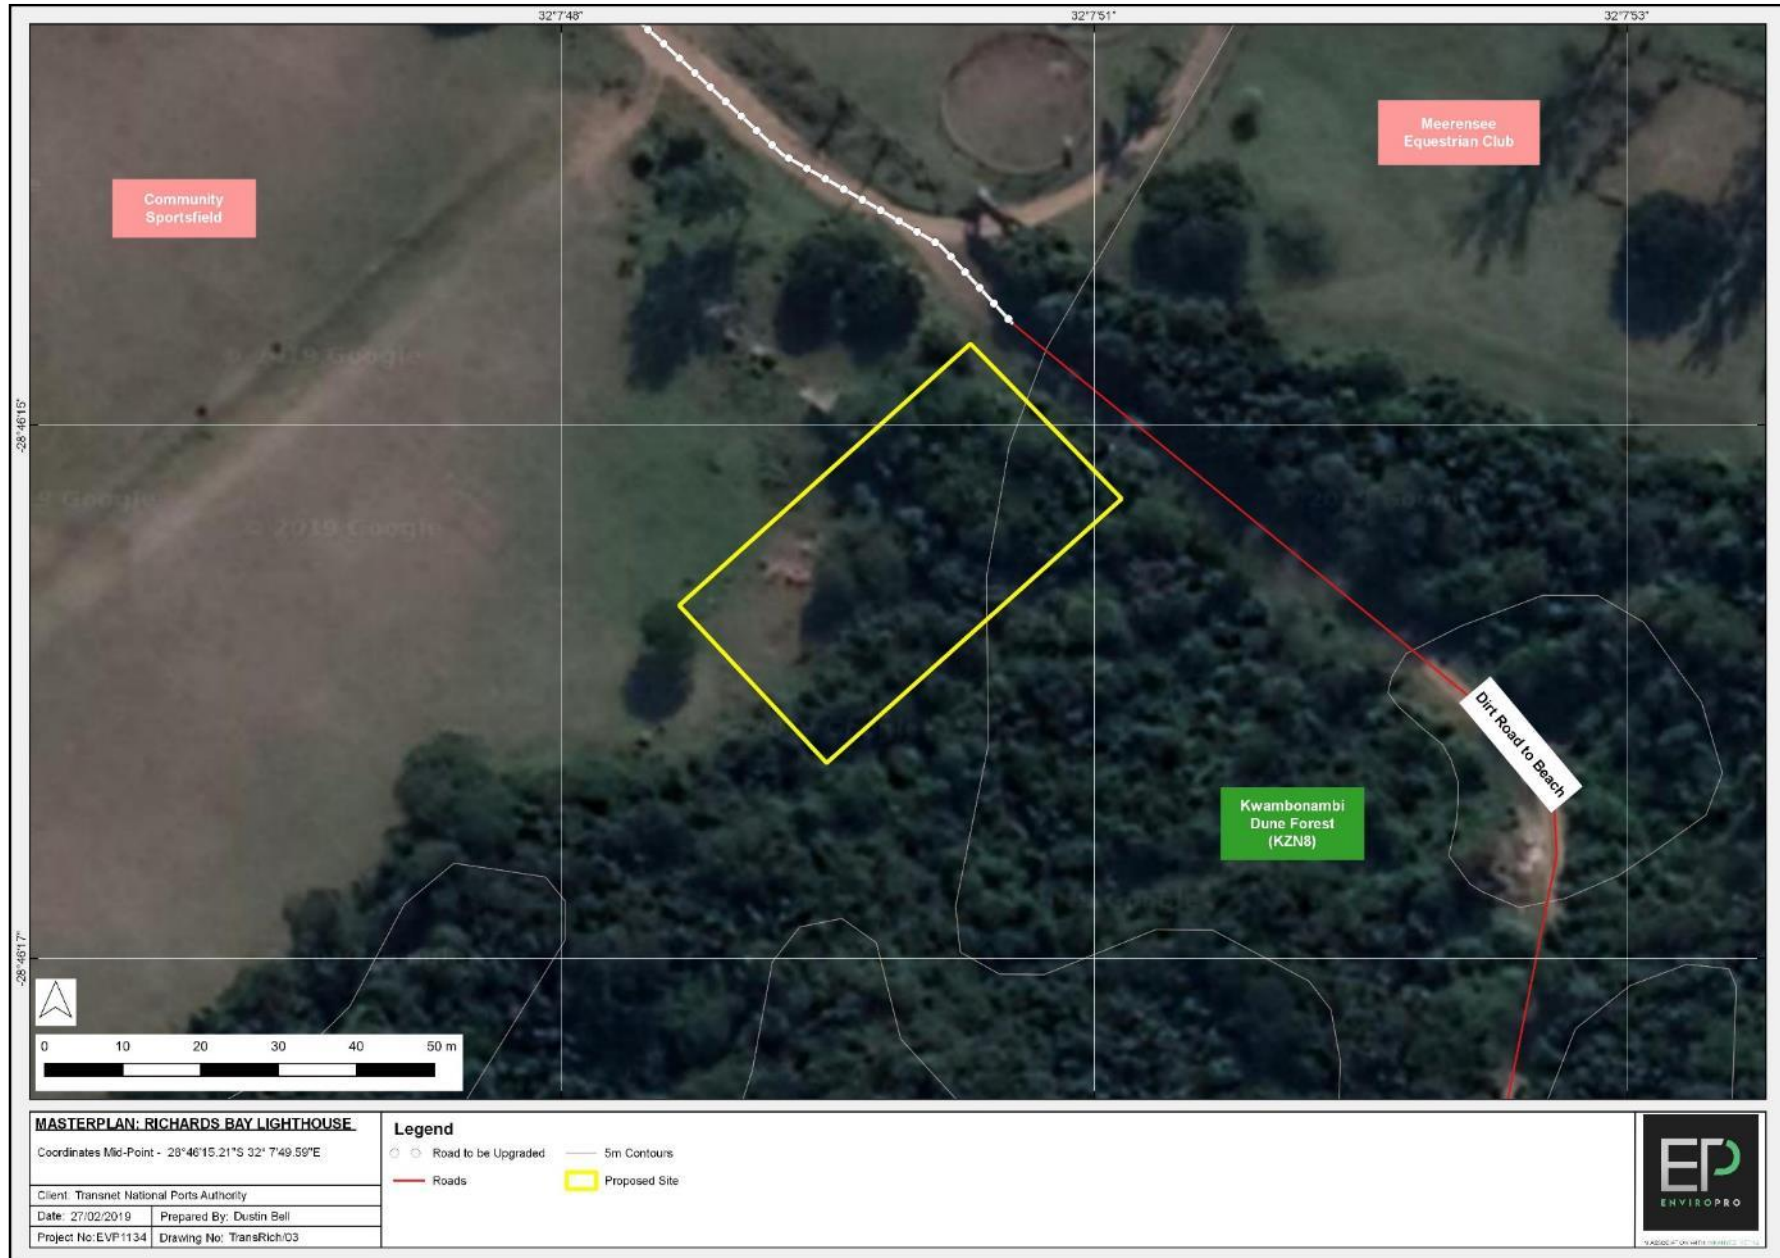 32°7'48"
32°7'51"
32°7'53"
Meerensee
Equestrian Club
Community
Sportsfield
© 2019 Google
-28°46'15"
Google
© 2019 Google
Dirt Road to Beach
Kwambonambi
Dune Forest
(KZN8)
-28°46'17"
0 10 20 30 40 50 m
MASTERPLAN: RICHARDS BAY LIGHTHOUSE
Coordinates Mid-Point - 28°46'15.21"S 32° 7'49.59"E
Client: Transnet National Ports Authority
Date: 27/02/2019
Prepared By: Dustin Bell
Project No:EVP1134
Drawing No: TransRich/03
Legend
Road to be Upgraded
5m Contours
Roads
Proposed Site
EP
ENVIROPRO
IN ASSOCIATION WITH